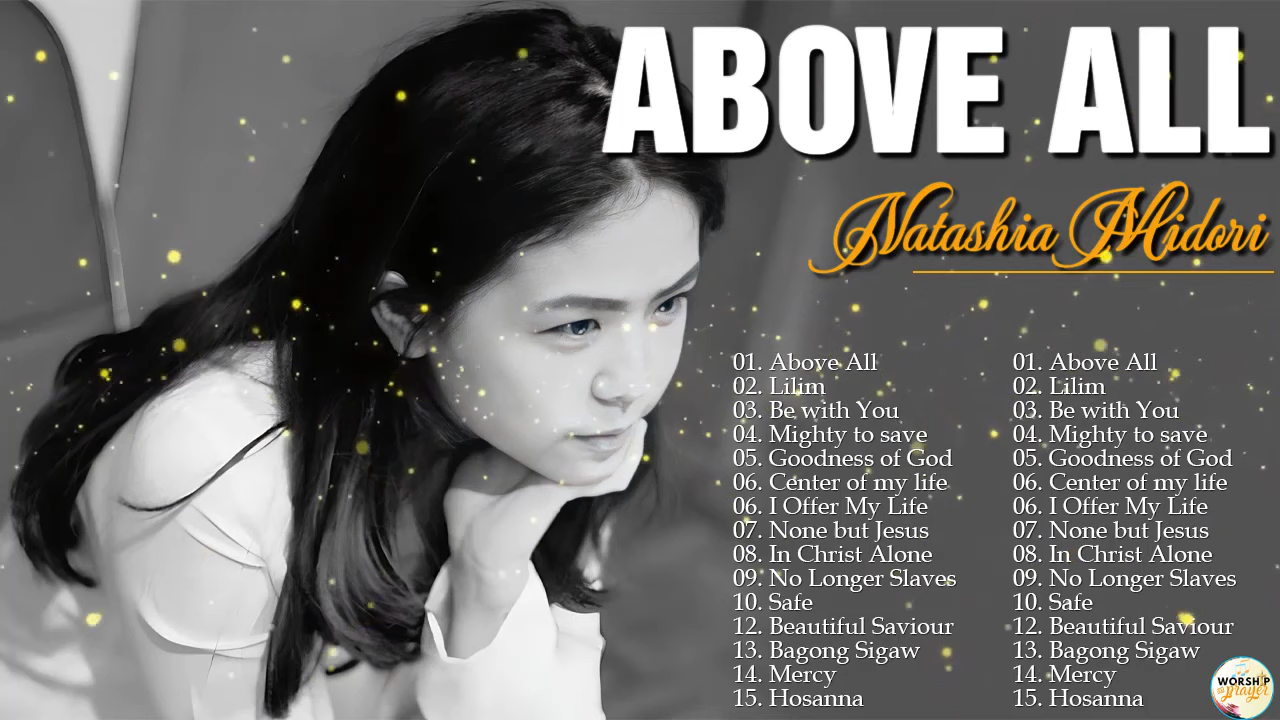 ABOVE ALL
Natashia Midori
01. Above All
02. Lilim
03. Be with You
04. Mighty to save
05. Goodness of God
06. Center of my life
06. I Offer My Life
07. None but Jesus
08. In Christ Alone
09. No Longer Slaves
10. Safe
12. Beautiful Saviour
13. Bagong Sigaw
14. Mercy
15. Hosanna
01. Above All
02. Lilim
03. Be with You
04. Mighty to save
05. Goodness of God
06. Center of my life
06. I Offer My Life
07. None but Jesus
08. In Christ Alone
09. No Longer Slaves
10. Safe
12. Beautiful Saviour
13. Bagong Sigaw
14. Mercy
15. Hosanna
WORSHIP
prayer